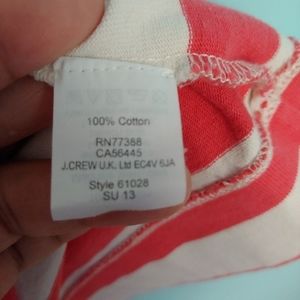 100% Cotton
RN77388
CA56445
J.CREW U.K. Ltd EC4V 6JA
Style 61028
SU 13